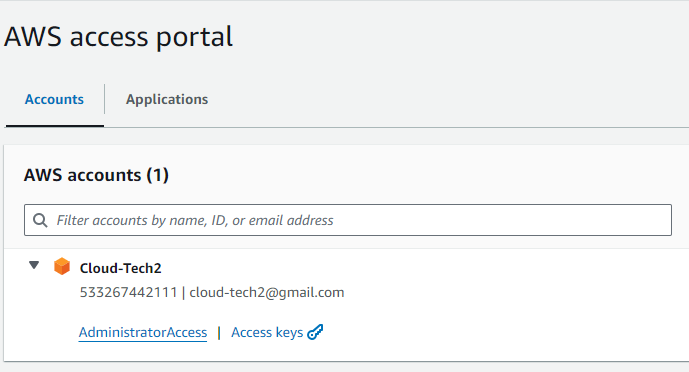 AWS access portal
Accounts
Applications
AWS accounts (1)
Filter accounts by name, ID, or email address
Cloud-Tech2
533267442111 | cloud-tech2@gmail.com
AdministratorAccess | Access keys